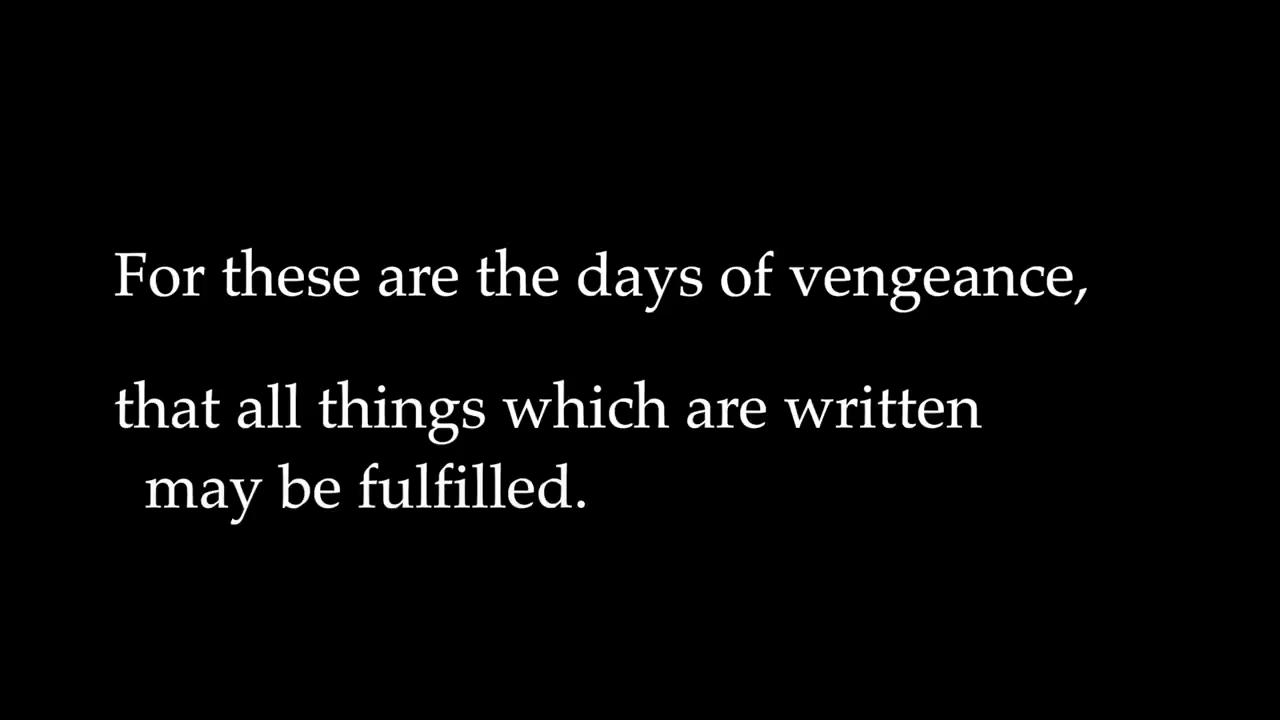 For these are the days of vengeance,
that all things which are written
may be fulfilled.